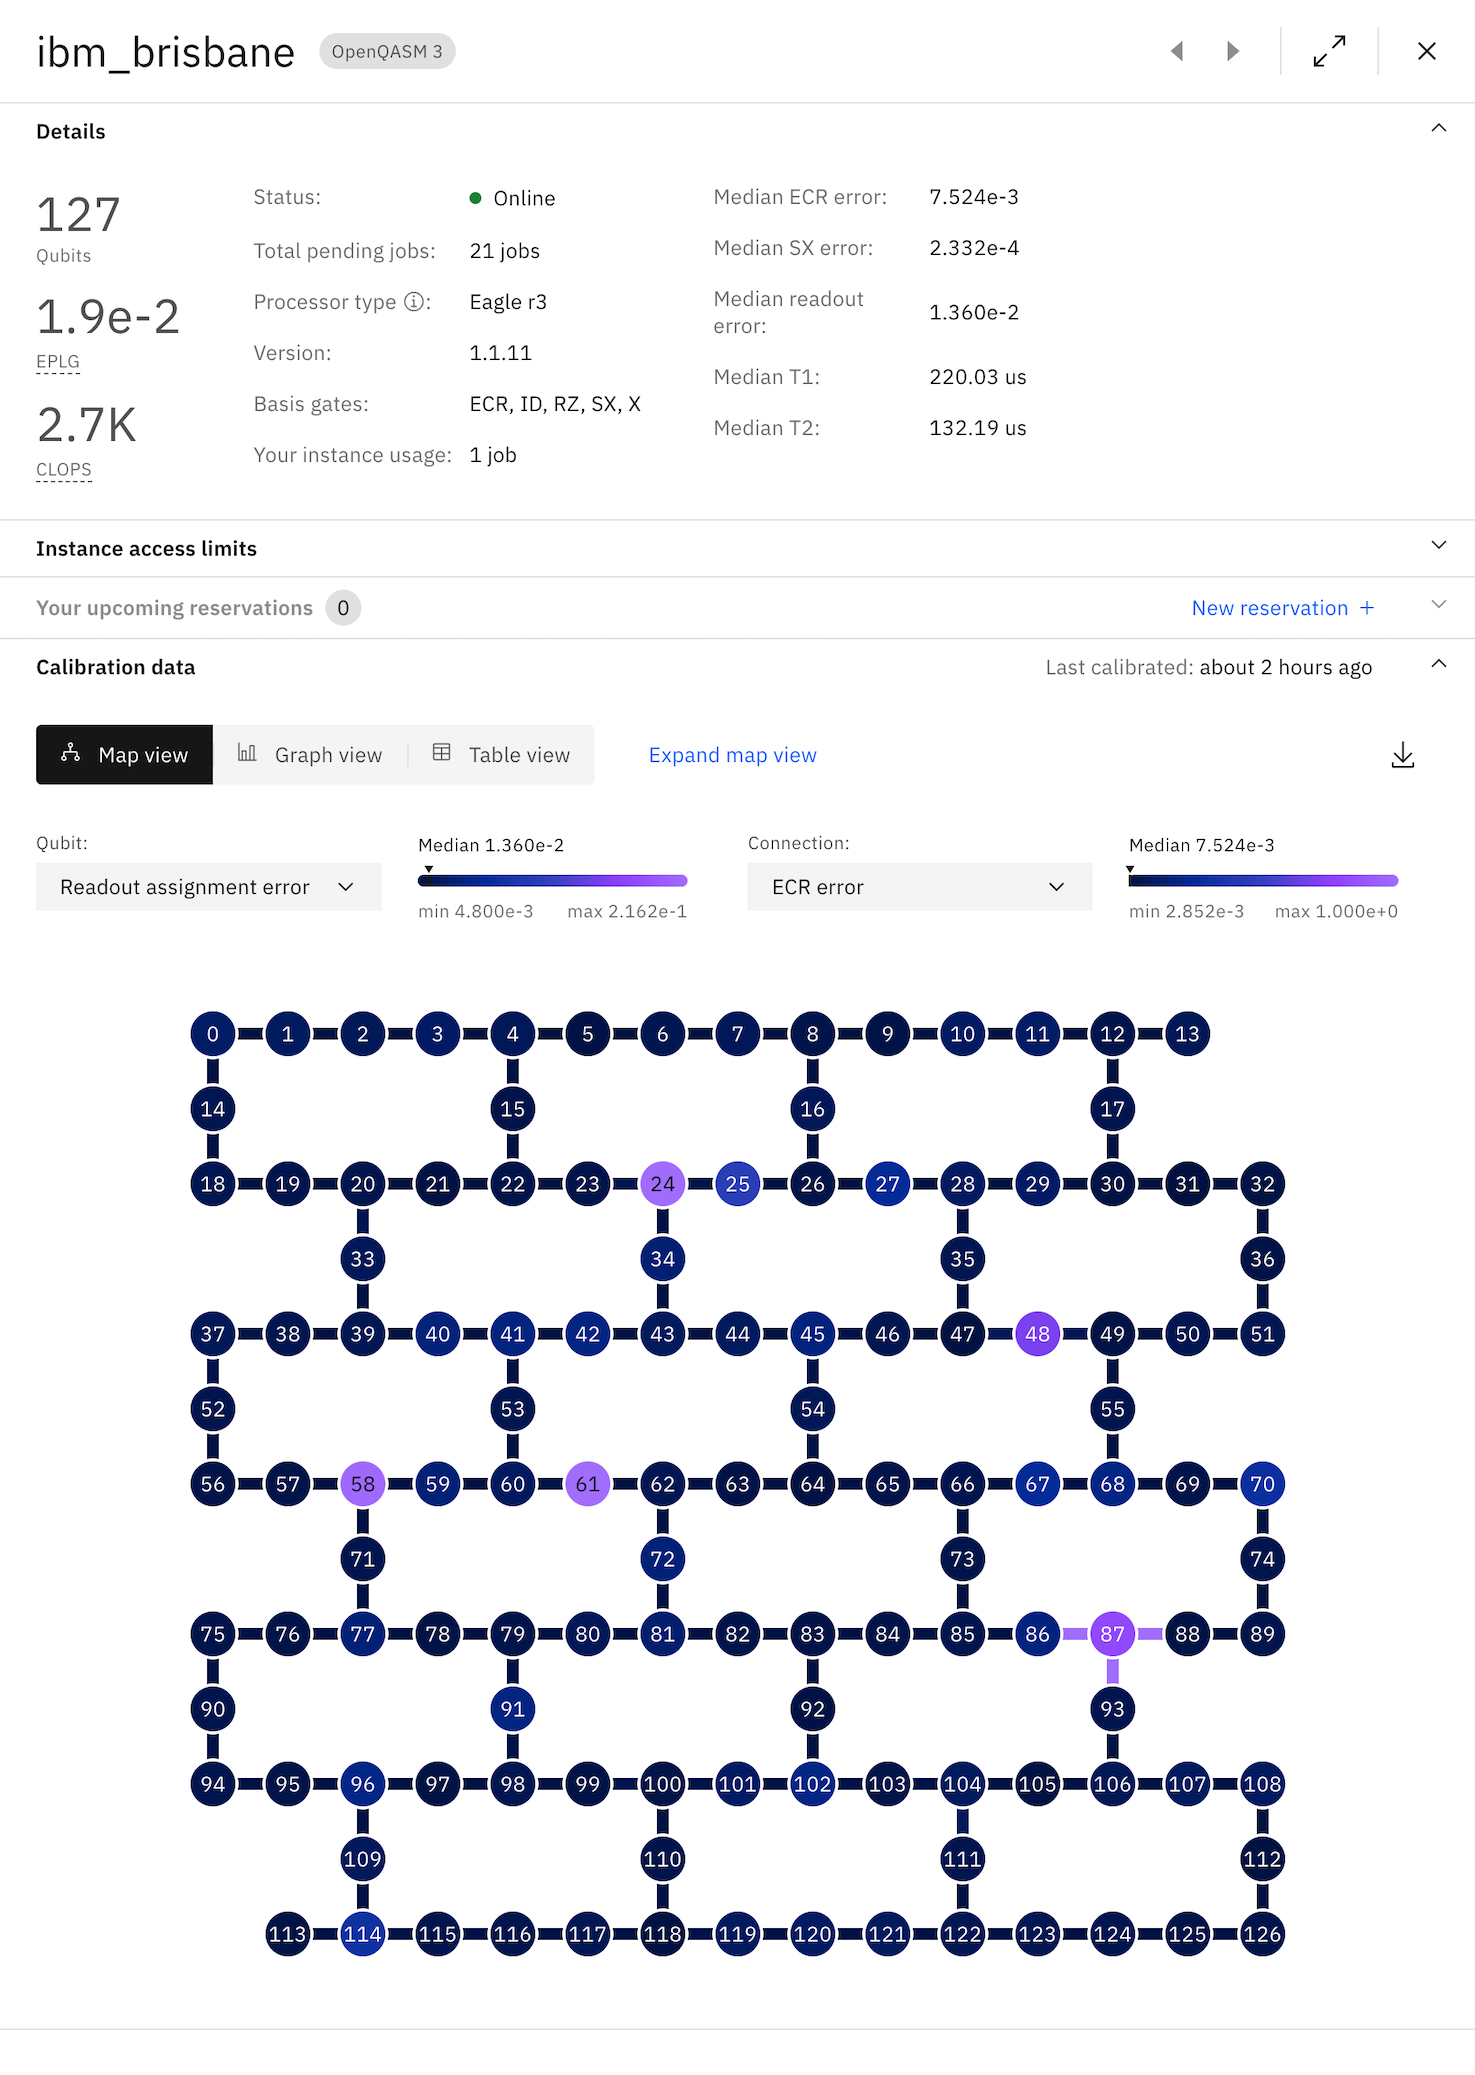 ibm_brisbane OpenQASM 3
Details
127
Qubits
1.9e-2
EPLG
2.7K
CLOPS
Status: Online
Total pending jobs: 21 jobs
Processor type : Eagle r3
Version: 1.1.11
Basis gates: ECR, ID, RZ, SX, X
Your instance usage: 1 job
Median ECR error: 7.524e-3
Median SX error: 2.332e-4
Median readout
error: 1.360e-2
Median T1: 220.03 us
Median T2: 132.19 us
Instance access limits
Your upcoming reservations 0 New reservation +
Calibration data Last calibrated: about 2 hours ago
Map view Graph view Table view Expand map view
Qubit:
Readout assignment error
Median 1.360e-2
min 4.800e-3 max 2.162e-1
Connection:
ECR error
Median 7.524e-3
min 2.852e-3 max 1.000e+0
0 1 2 3 4 5 6 7 8 9 10 11 12 13
14 15 16 17
18 19 20 21 22 23 24 25 26 27 28 29 30 31 32
33 34 35 36
37 38 39 40 41 42 43 44 45 46 47 48 49 50 51
52 53 54 55
56 57 58 59 60 61 62 63 64 65 66 67 68 69 70
71 72 73 74
75 76 77 78 79 80 81 82 83 84 85 86 87 88 89
90 91 92 93
94 95 96 97 98 99 100 101 102 103 104 105 106 107 108
109 110 111 112
113 114 115 116 117 118 119 120 121 122 123 124 125 126